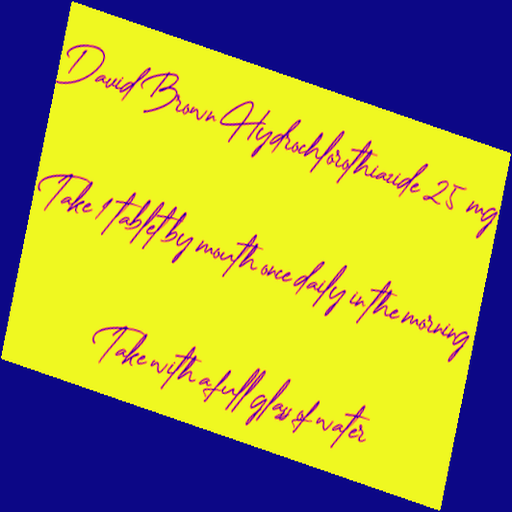 David Brown Hydrochlorothiazide 25 mg
Take 1 tablet by mouth once daily in the morning
Take with a full glass of water